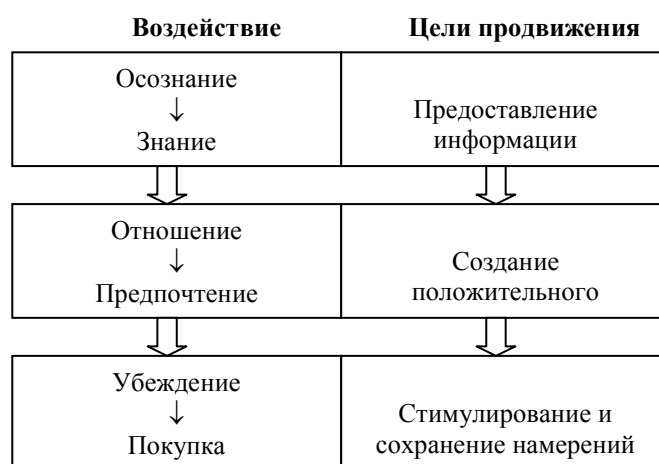 Воздействие
Цели продвижения
Осознание
↓
Знание
Предоставление
информации
Отношение
↓
Предпочтение
Создание
положительного
Убеждение
↓
Покупка
Стимулирование и
сохранение намерений